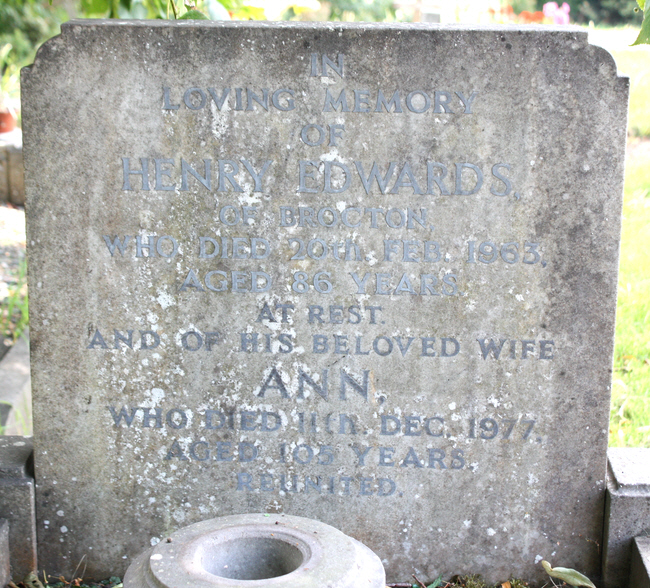 IN
LOVING MEMORY
OF
HENRY EDWARDS,
OF BROCTON,
WHO DIED 20TH. FEB. 1963,
AGED 86 YEARS.
AT REST.
AND OF HIS BELOVED WIFE
ANN,
WHO DIED 11TH. DEC. 1977,
AGED 105 YEARS.
REUNITED.